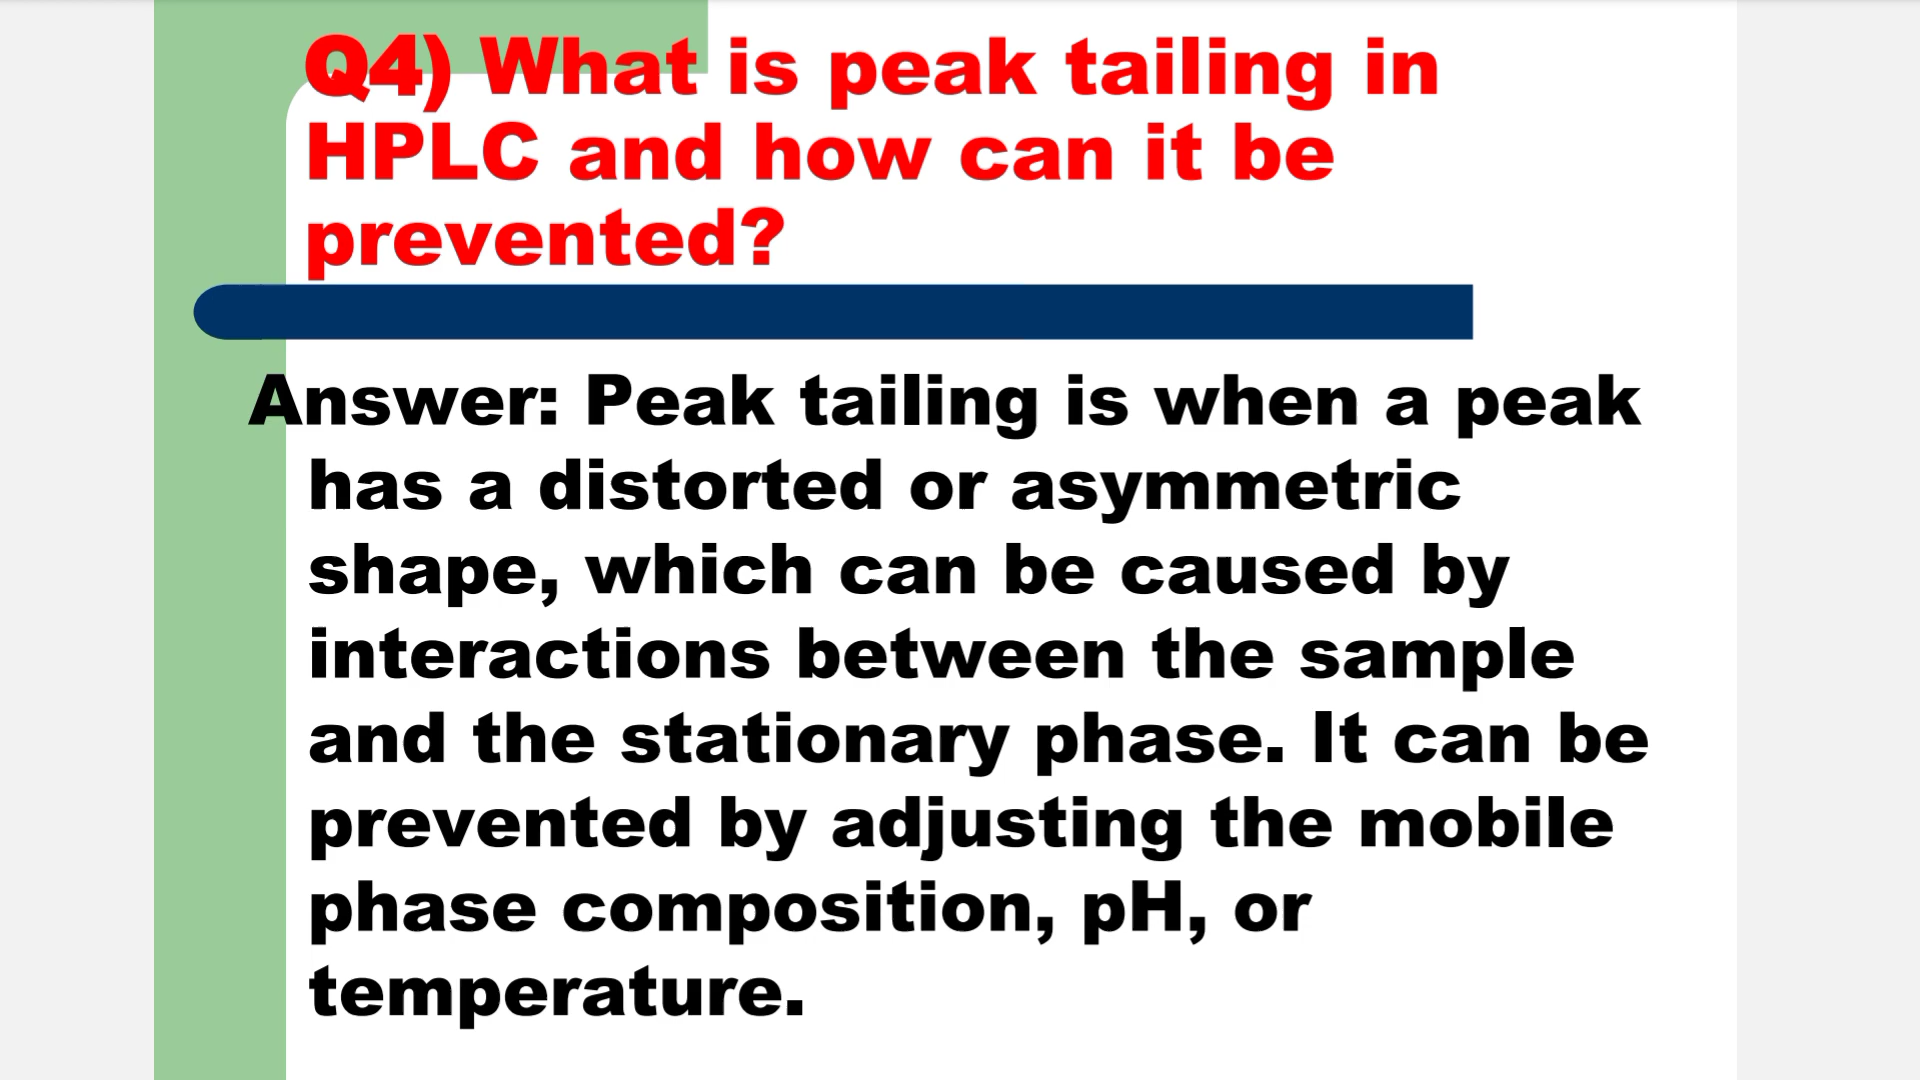 Q4) What is peak tailing in
HPLC and how can it be
prevented?
Answer: Peak tailing is when a peak
has a distorted or asymmetric
shape, which can be caused by
interactions between the sample
and the stationary phase. It can be
prevented by adjusting the mobile
phase composition, pH, or
temperature.